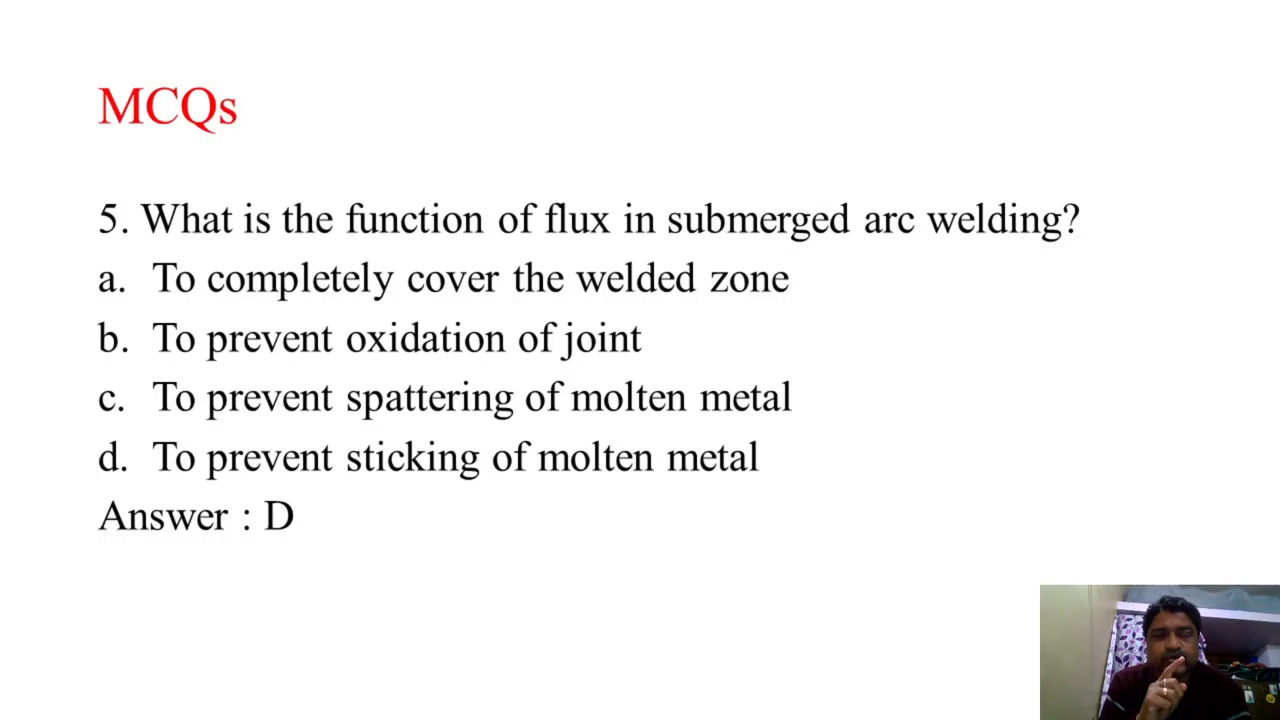 MCQs
5. What is the function of flux in submerged arc welding?
a. To completely cover the welded zone
b. To prevent oxidation of joint
c. To prevent spattering of molten metal
d. To prevent sticking of molten metal
Answer : D